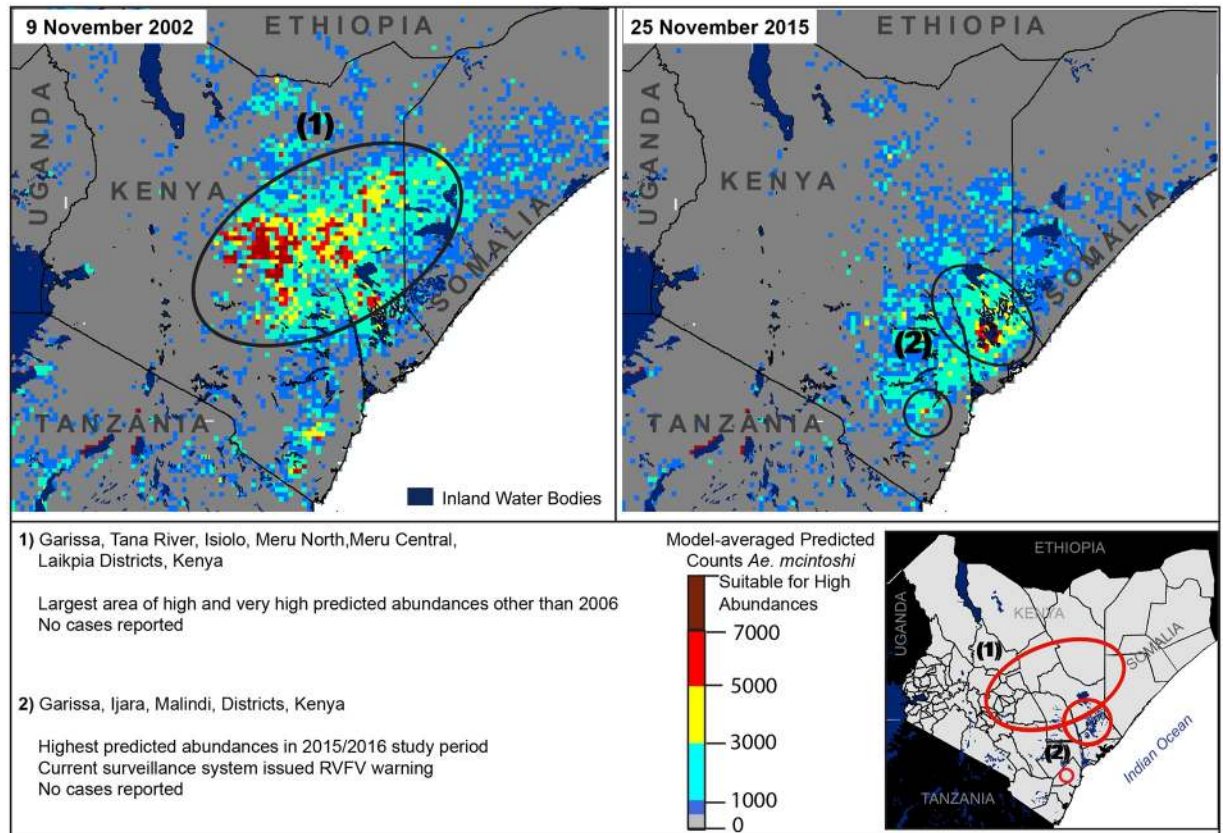 9 November 2002
ETHIOPIA
UGANDA
(1)
KENYA
SOMALIA
TANZANIA
Inland Water Bodies
25 November 2015
ETHIOPIA
UGANDA
KENYA
SOMALIA
(2)
TANZANIA
1) Garissa, Tana River, Isiolo, Meru North,Meru Central,
Laikpia Districts, Kenya
Largest area of high and very high predicted abundances other than 2006
No cases reported
2) Garissa, Ijara, Malindi, Districts, Kenya
Highest predicted abundances in 2015/2016 study period
Current surveillance system issued RVFV warning
No cases reported
Model-averaged Predicted
Counts Ae. mcintoshi
Suitable for High
Abundances
7000
5000
3000
1000
0
ETHIOPIA
UGANDA
KENYA
(1)
SOMALIA
(2)
Indian Ocean
TANZANIA